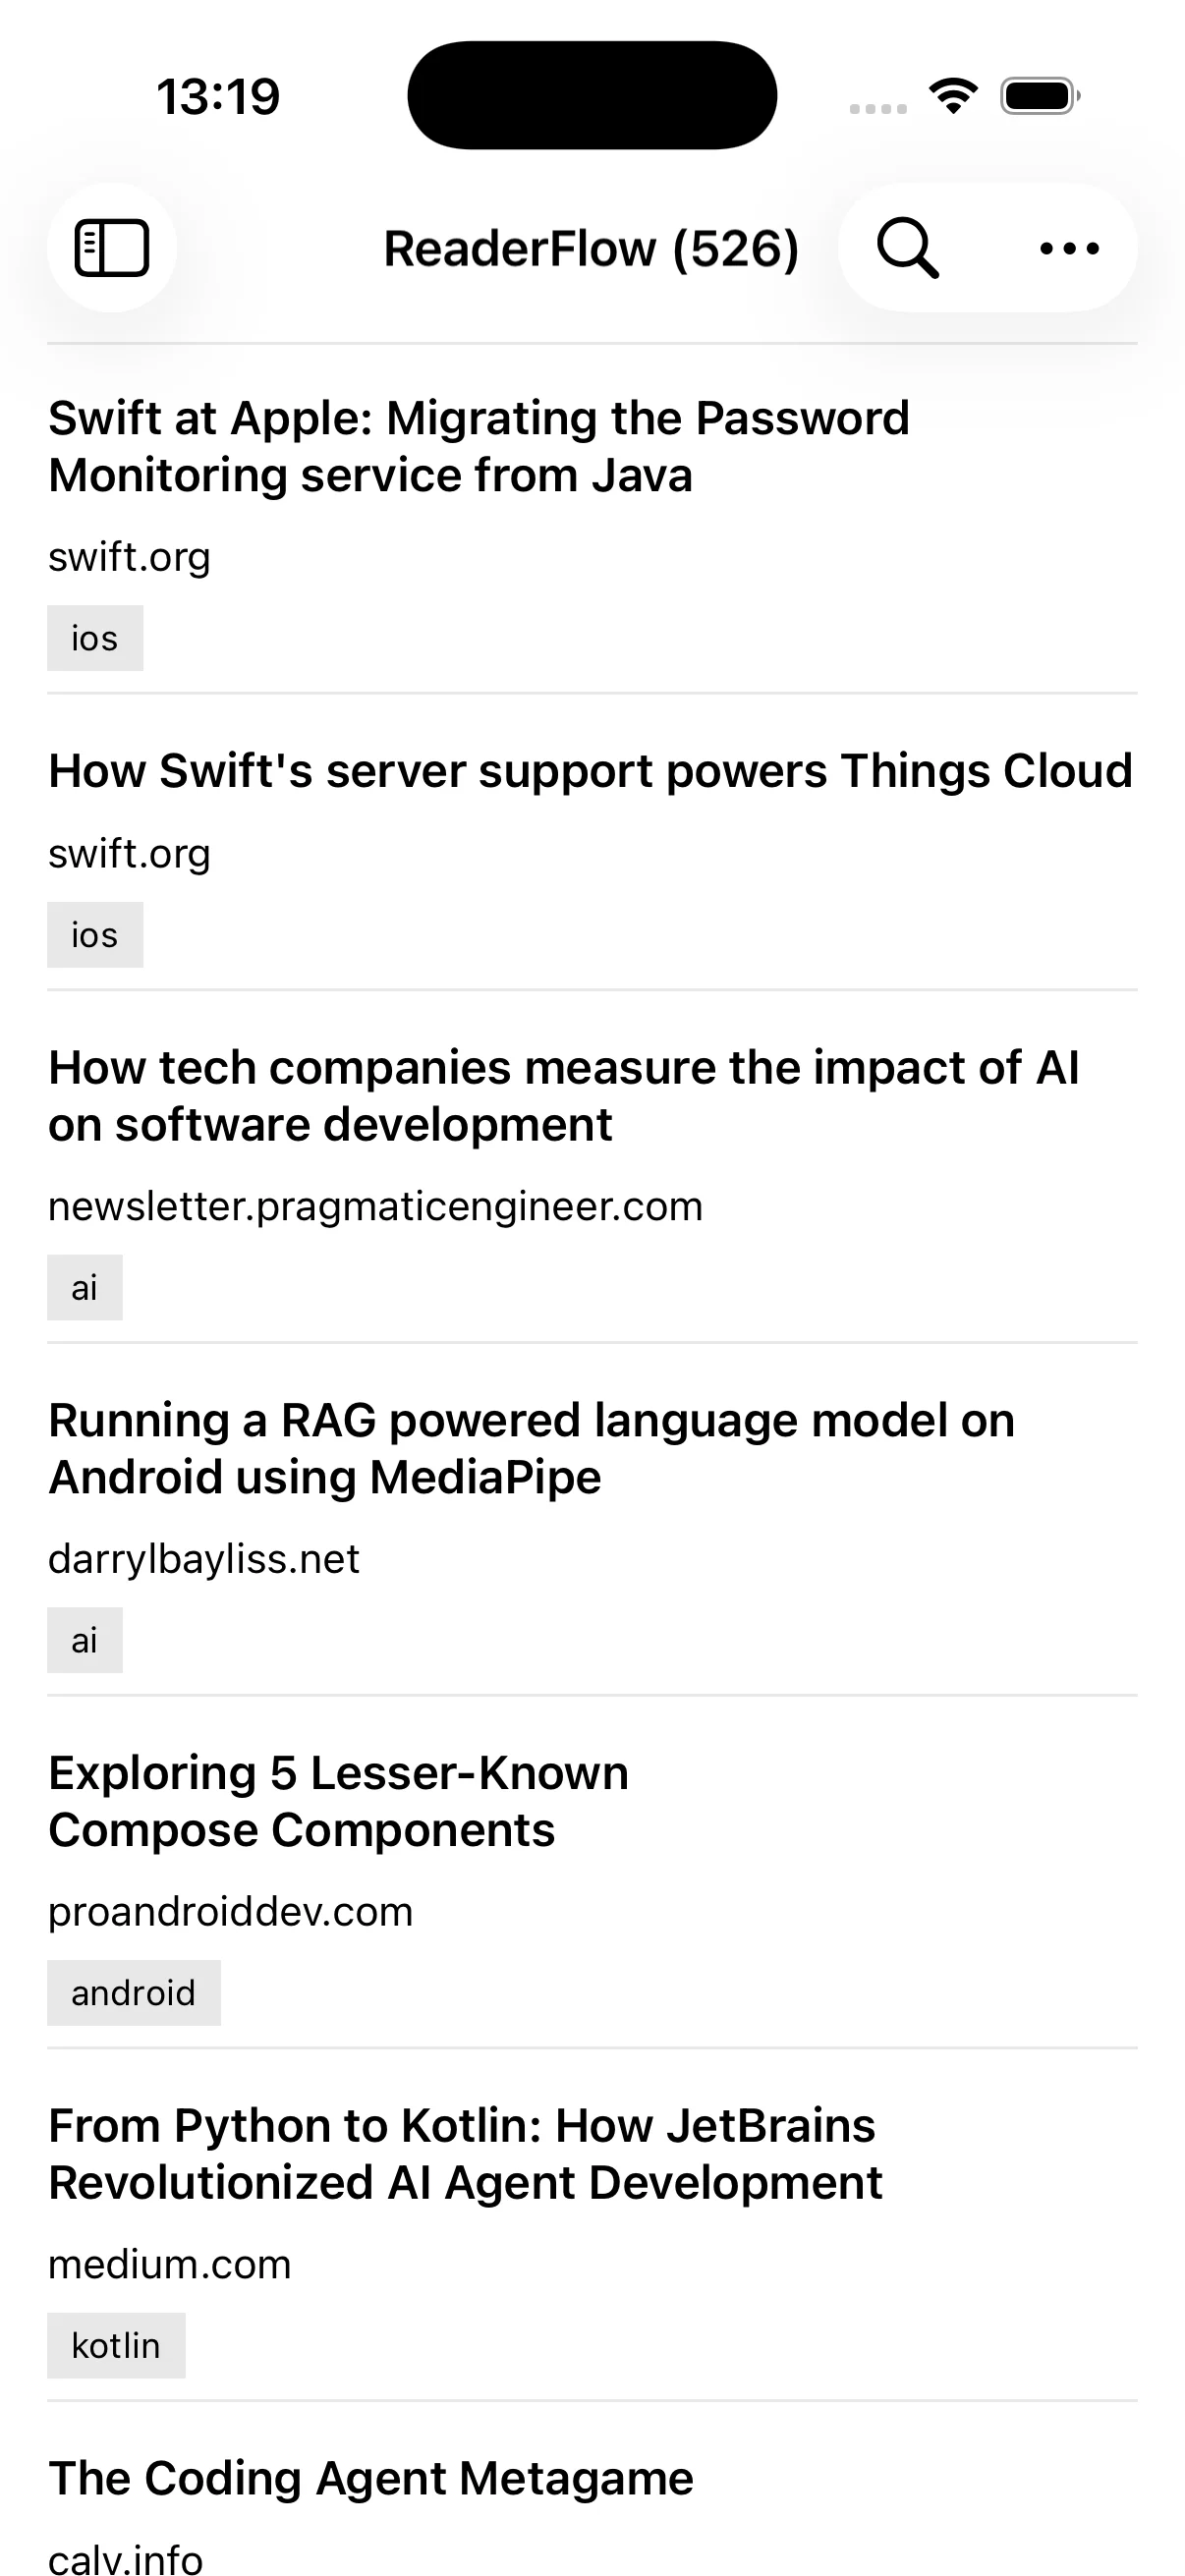 13:19
ReaderFlow (526)
Swift at Apple: Migrating the Password
Monitoring service from Java
swift.org
ios
How Swift's server support powers Things Cloud
swift.org
ios
How tech companies measure the impact of AI
on software development
newsletter.pragmaticengineer.com
ai
Running a RAG powered language model on
Android using MediaPipe
darrylbayliss.net
ai
Exploring 5 Lesser-Known
Compose Components
proandroiddev.com
android
From Python to Kotlin: How JetBrains
Revolutionized AI Agent Development
medium.com
kotlin
The Coding Agent Metagame
calv.info